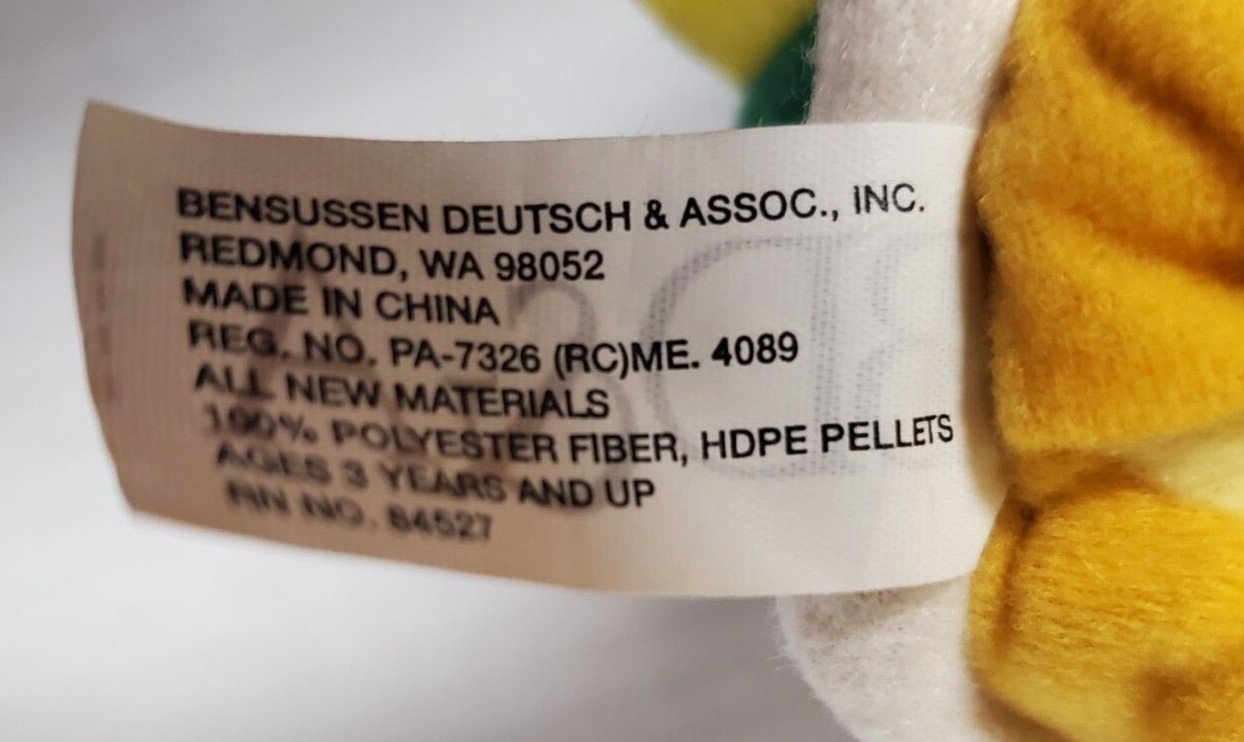 BENSUSSEN DEUTSCH & ASSOC., INC.
REDMOND, WA 98052
MADE IN CHINA
REG. NO. PA-7326 (RC)ME. 4089
ALL NEW MATERIALS
100% POLYESTER FIBER, HDPE PELLETS
AGES 3 YEARS AND UP
RN NO. 84527